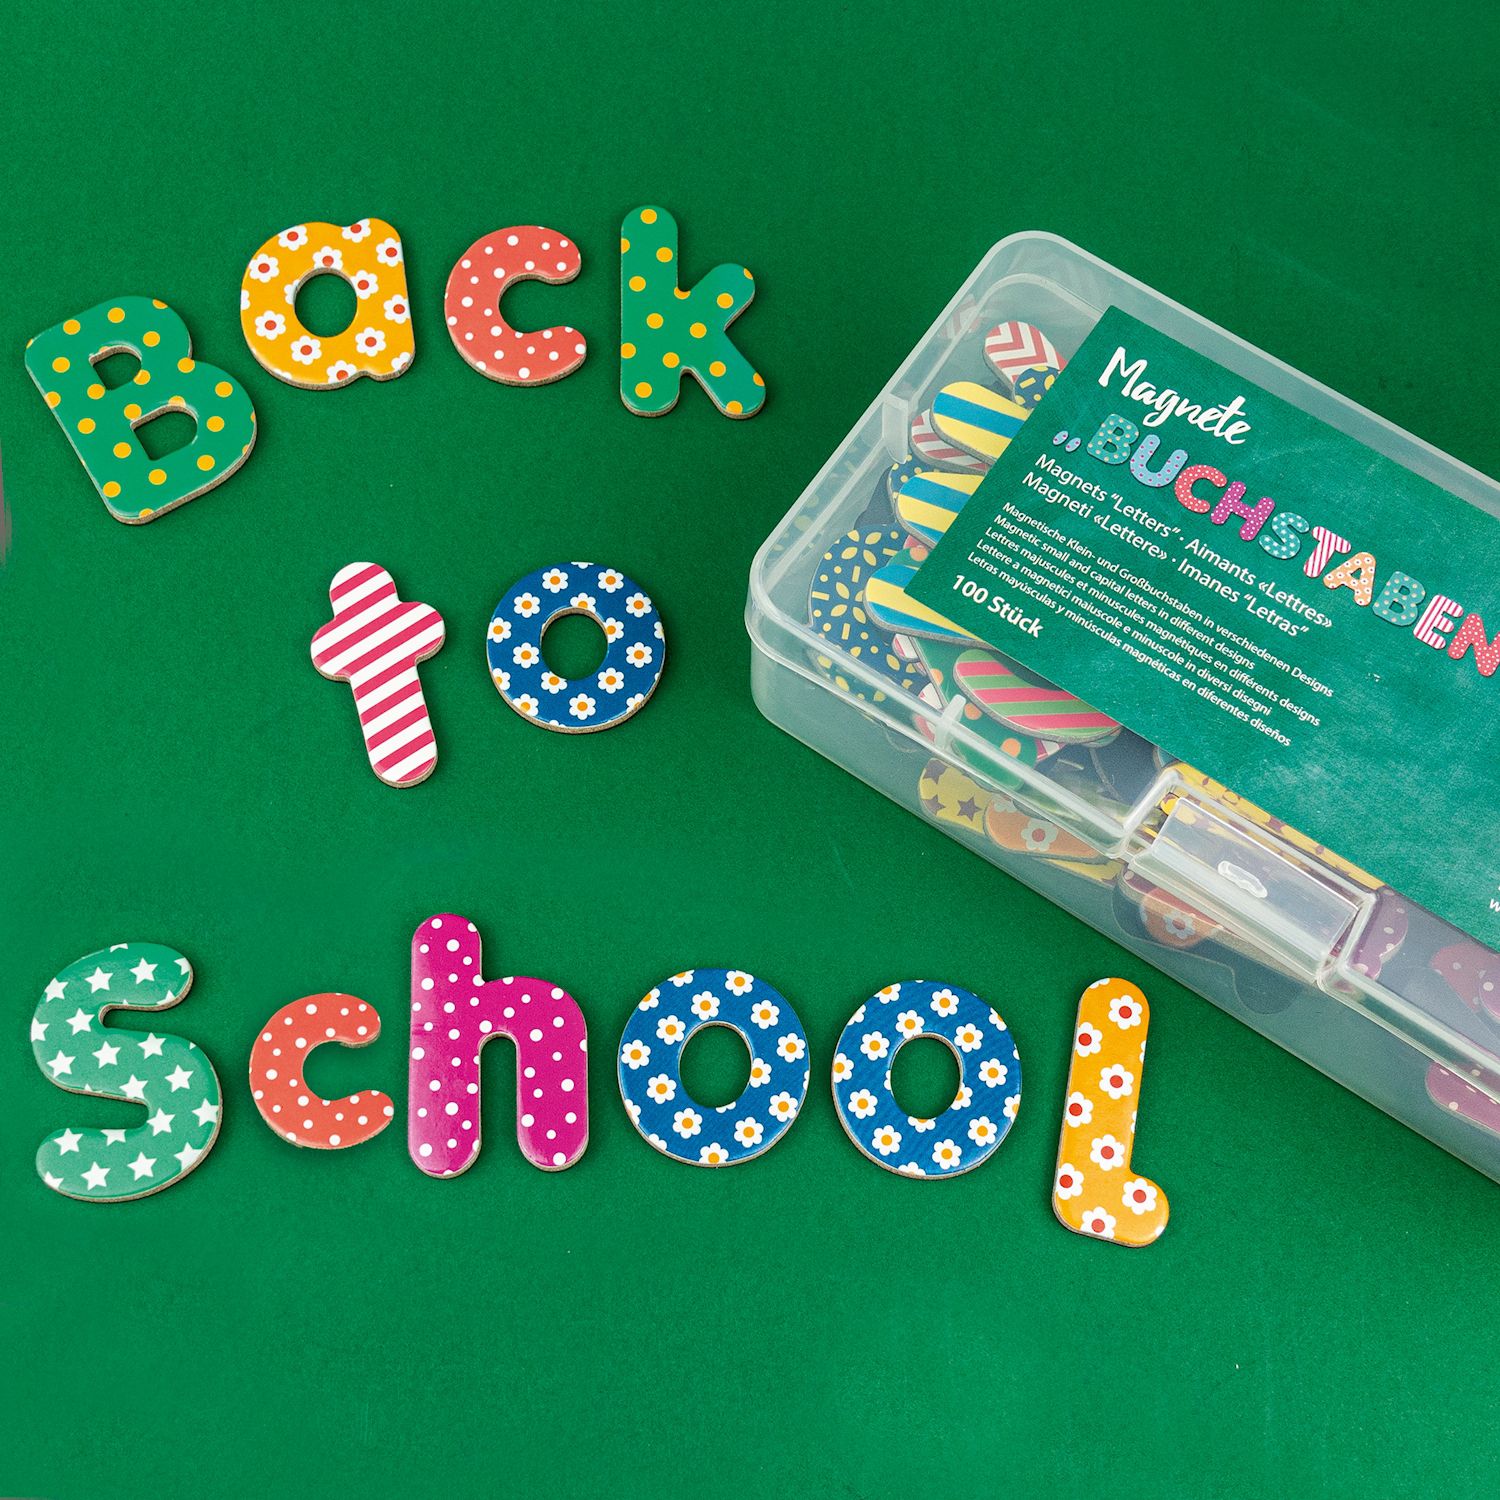 Back
to
School
Magnete
„BUCHSTABEN
Magnets “Letters” · Aimants «Lettres»
Magneti «Lettere» · Imanes “Letras”
Magnetische Klein- und Großbuchstaben in verschiedenen Designs
Magnetic small and capital letters in different designs
Lettres majuscules et minuscules magnétiques en différents designs
Lettere a magnetici maiuscole e minuscole in diversi disegni
Letras mayúsculas y minúsculas magnéticas en diferentes diseños
100 Stück